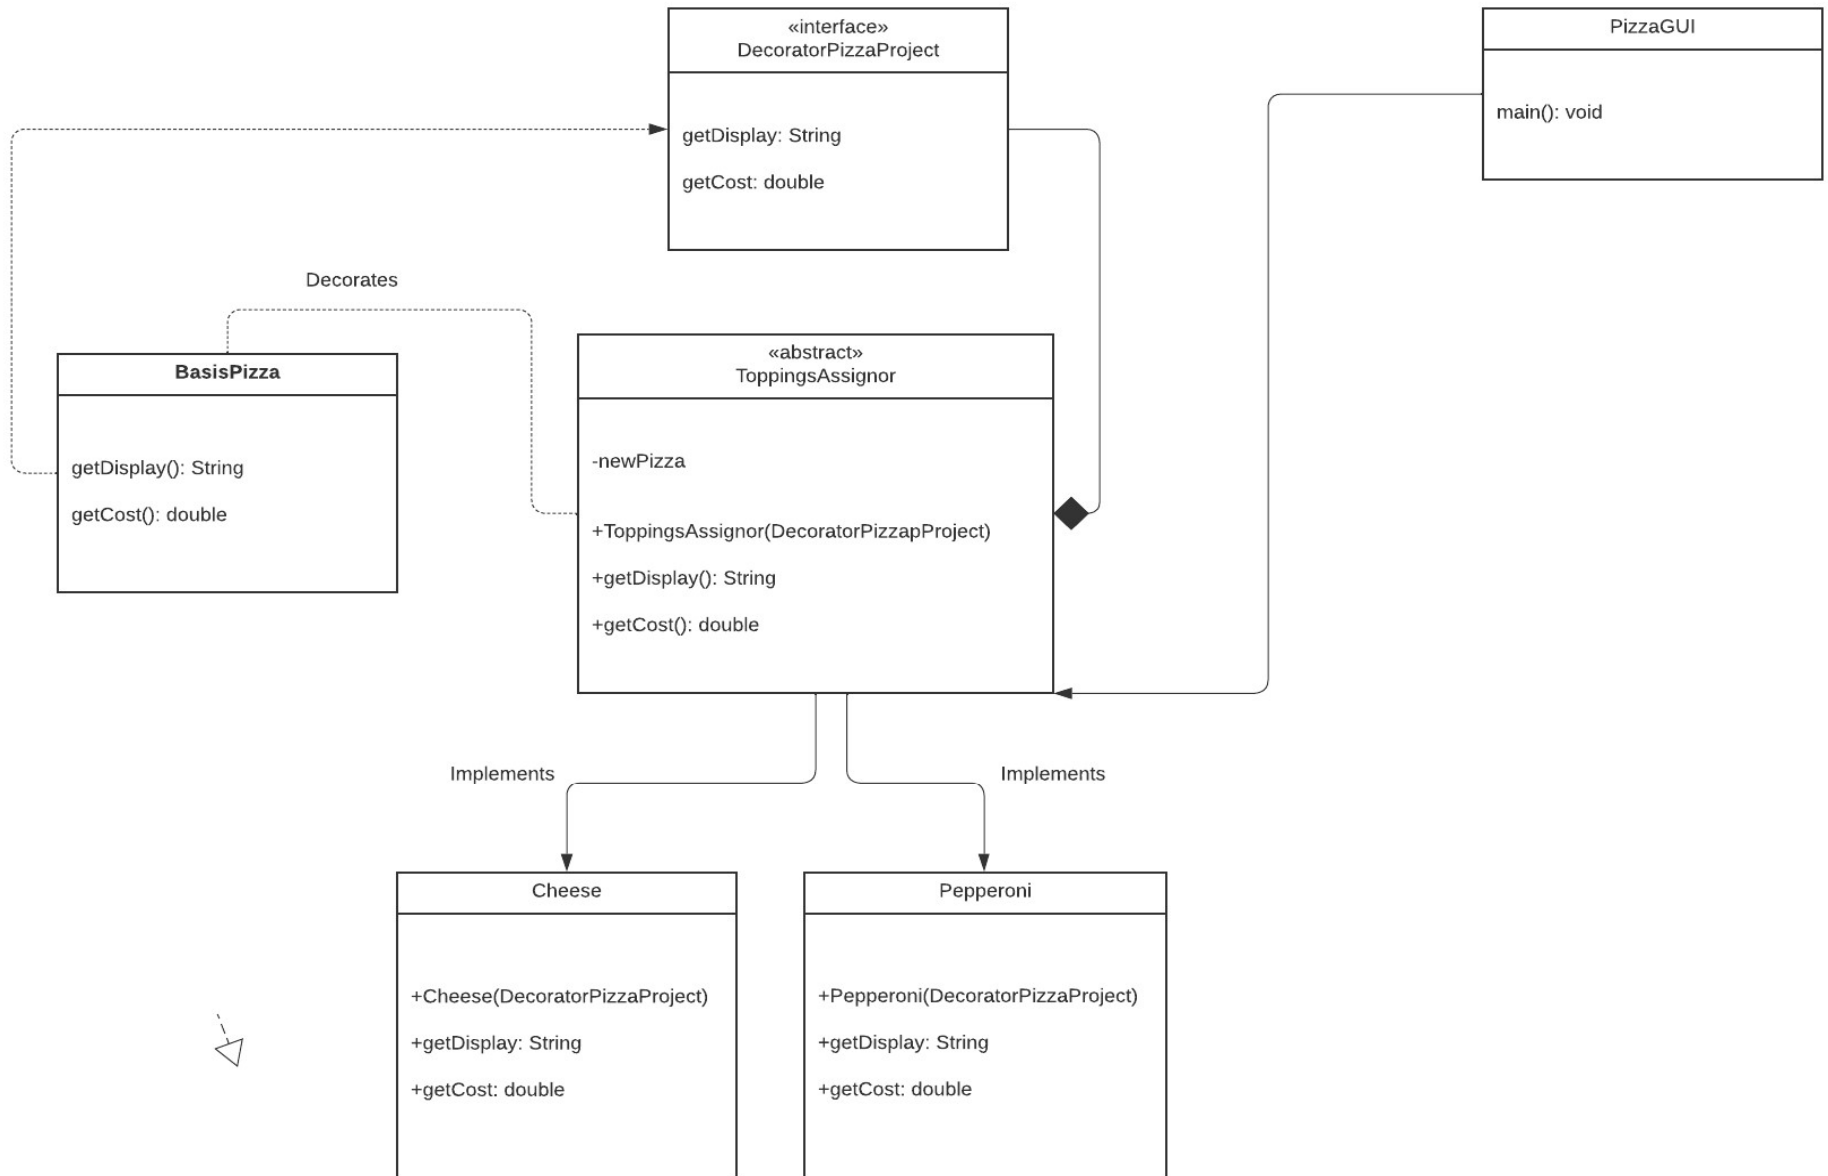 «interface»
DecoratorPizzaProject
getDisplay: String
getCost: double
PizzaGUI
main(): void
Decorates
BasisPizza
getDisplay(): String
getCost(): double
«abstract»
ToppingsAssignor
-newPizza
+ToppingsAssignor(DecoratorPizzapProject)
+getDisplay(): String
+getCost(): double
Implements
Implements
Cheese
+Cheese(DecoratorPizzaProject)
+getDisplay: String
+getCost: double
Pepperoni
+Pepperoni(DecoratorPizzaProject)
+getDisplay: String
+getCost: double